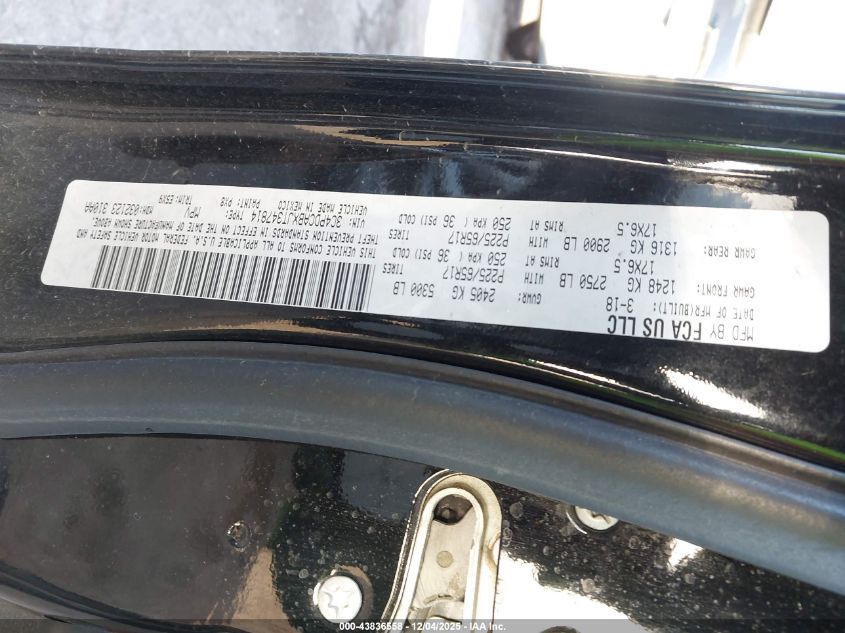 MFD BY FCA US LLC
DATE OF MFR(BUILT): 3-18
GVWR: 2405 KG 5300 LB
GAWR FRONT: 1248 KG 2750 LB WITH P225/65R17 TIRES
17X6.5 RIMS AT 250 KPA ( 36 PSI) COLD
GAWR REAR: 1316 KG 2900 LB WITH P225/65R17 TIRES
17X6.5 RIMS AT 250 KPA ( 36 PSI) COLD
THIS VEHICLE CONFORMS TO ALL APPLICABLE U.S.A. FEDERAL MOTOR VEHICLE SAFETY AND
THEFT PREVENTION STANDARDS IN EFFECT ON THE DATE OF MANUFACTURE SHOWN ABOVE
VIN: 3C4PDCABXJT347814 TYPE: MPV MDH:032123 310AA
VEHICLE MADE IN MEXICO PAINT: PX8 TRIM: E5X9
000-43836558 - 12/04/2025 - IAA Inc.